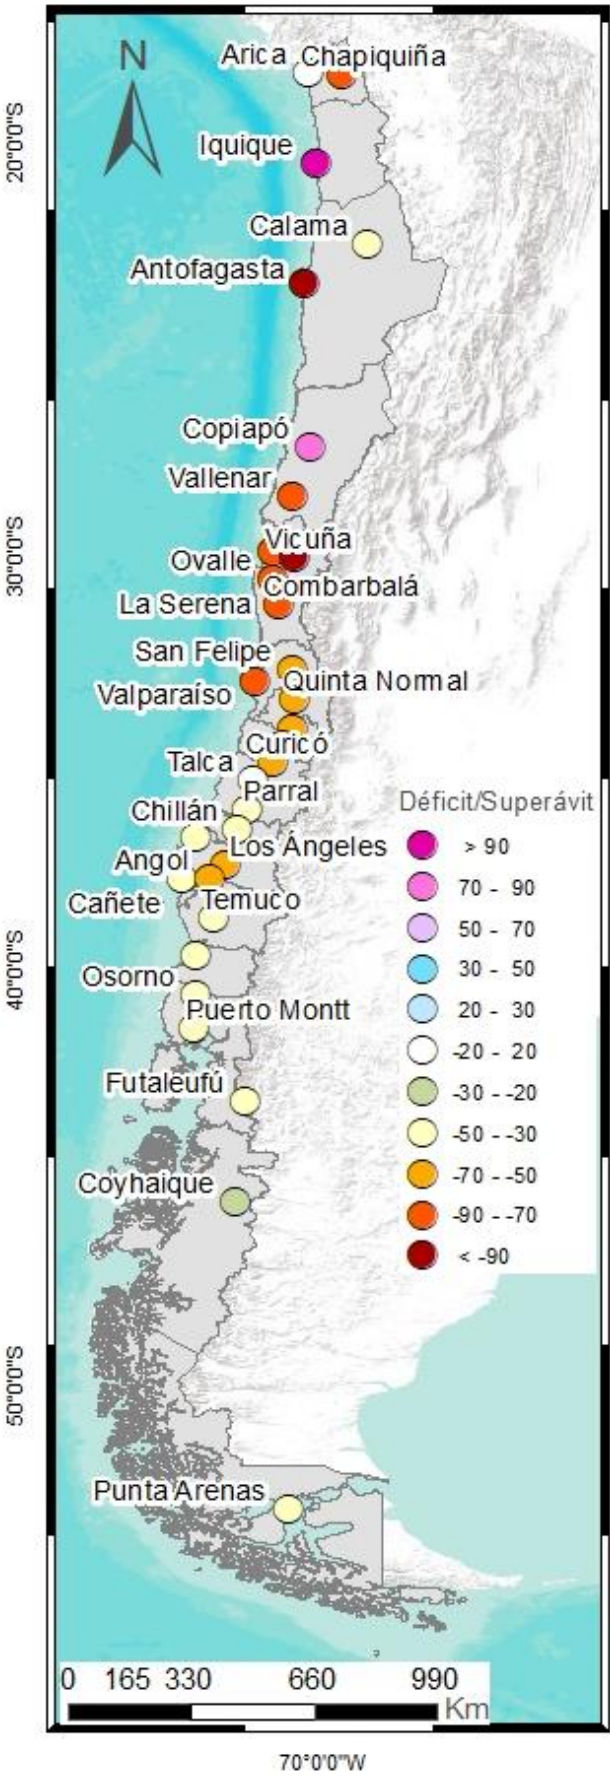 N
Arica
Chapiquiña
20°0'0"S
Iquique
Calama
Antofagasta
Copiapó
Vallenar
Vicuña
Ovalle
30°0'0"S
Combarbalá
La Serena
San Felipe
Quinta Normal
Valparaíso
Curicó
Talca
Parral
Déficit/Superávit
Chillán
> 90
Los Ángeles
Angol
70 - 90
Cañete
Temuco
50 - 70
40°0'0"S
Osorno
30 - 50
Puerto Montt
20 - 30
-20 - 20
Futaleufú
-30 - -20
-50 - -30
Coyhaique
-70 - -50
-90 - -70
< -90
50°0'0"S
Punta Arenas
0 165 330 660 990
Km
70°0'0"W